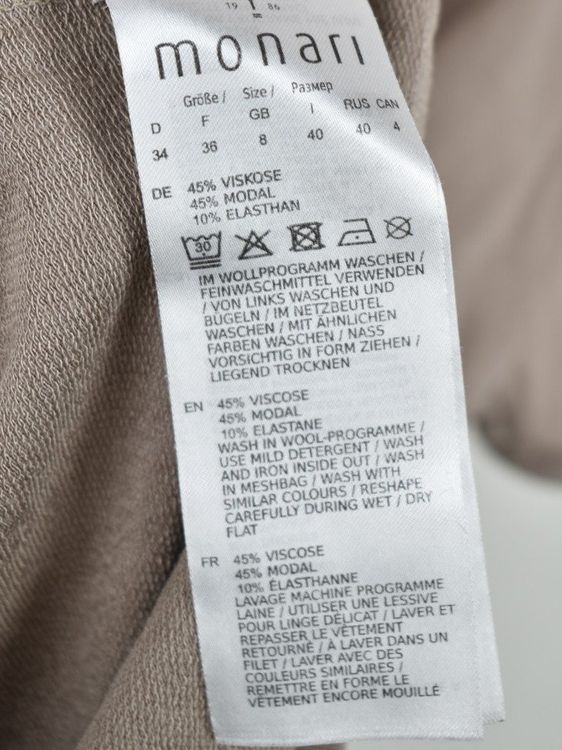 19 86
monari
Größe / Size / Размер
D F GB I RUS CAN
34 36 8 40 40 4
DE 45% VISKOSE
45% MODAL
10% ELASTHAN
30
IM WOLLPROGRAMM WASCHEN /
FEINWASCHMITTEL VERWENDEN
/ VON LINKS WASCHEN UND
BÜGELN / IM NETZBEUTEL
WASCHEN / MIT ÄHNLICHEN
FARBEN WASCHEN / NASS
VORSICHTIG IN FORM ZIEHEN /
LIEGEND TROCKNEN
EN 45% VISCOSE
45% MODAL
10% ELASTANE
WASH IN WOOL-PROGRAMME /
USE MILD DETERGENT / WASH
AND IRON INSIDE OUT / WASH
IN MESHBAG / WASH WITH
SIMILAR COLOURS / RESHAPE
CAREFULLY DURING WET / DRY
FLAT
FR 45% VISCOSE
45% MODAL
10% ÉLASTHANNE
LAVAGE MACHINE PROGRAMME
LAINE / UTILISER UNE LESSIVE
POUR LINGE DÉLICAT / LAVER ET
REPASSER LE VÊTEMENT
RETOURNÉ / À LAVER DANS UN
FILET / LAVER AVEC DES
COULEURS SIMILAIRES /
REMETTRE EN FORME LE
VÊTEMENT ENCORE MOUILLÉ